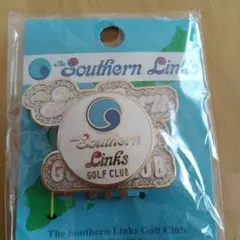 The Southern Links
Southern
Links
GOLF CLUB
The Southern Links Golf Club